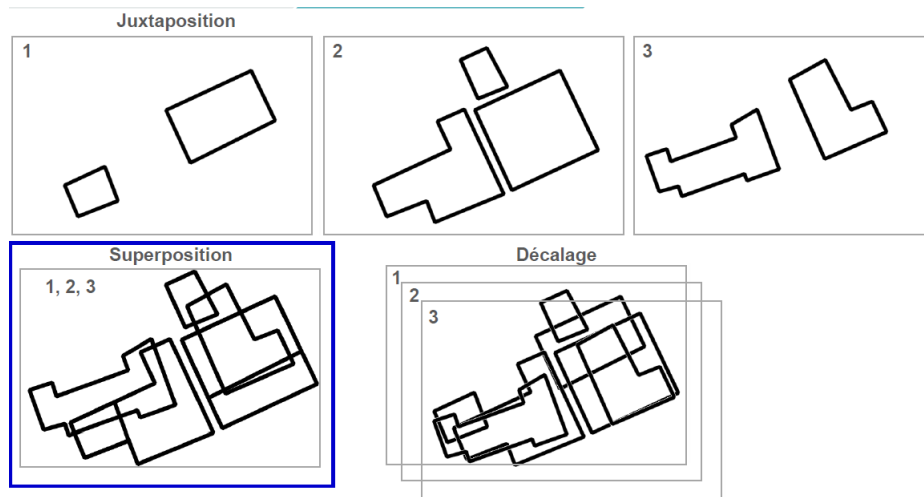 Juxtaposition
1
2
3
Superposition
1, 2, 3
Décalage
1
2
3